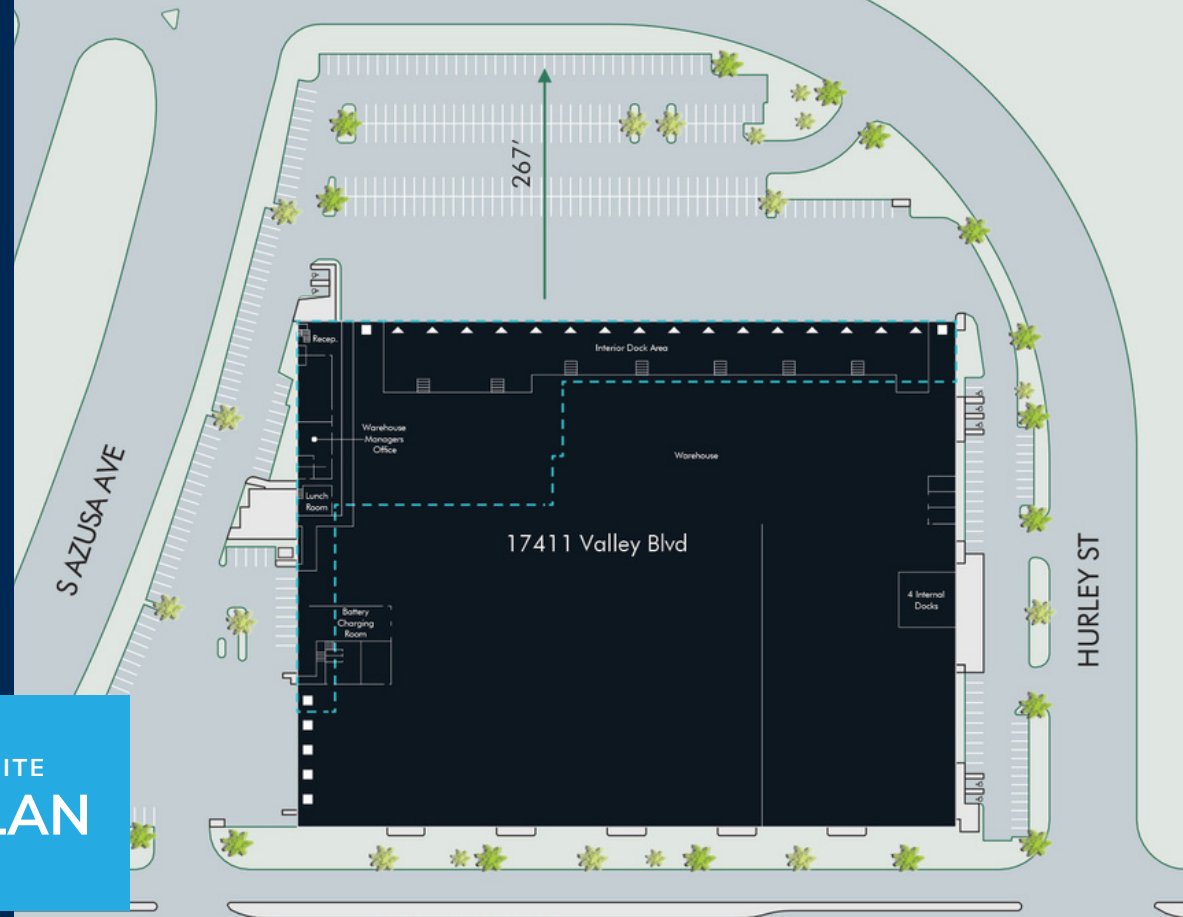 267'
Recep.
Interior Dock Area
Warehouse
Managers
Office
Warehouse
Lunch
Room
S AZUSA AVE
17411 Valley Blvd
HURLEY ST
4 Internal
Docks
Battery
Charging
Room
ITE
LAN